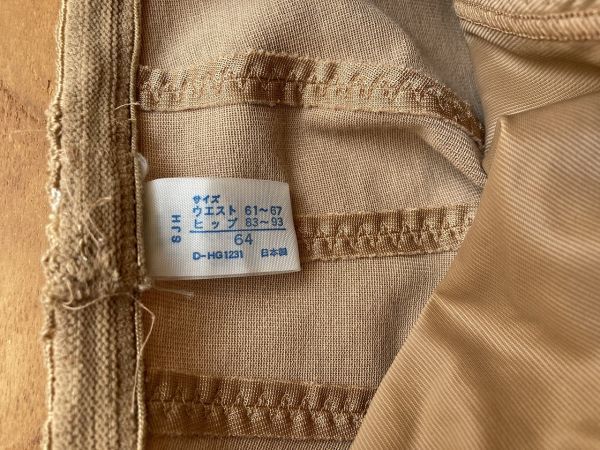 サイズ
ウエスト 61〜67
ヒップ 83〜93
64
D-HG1231 日本製
SJH